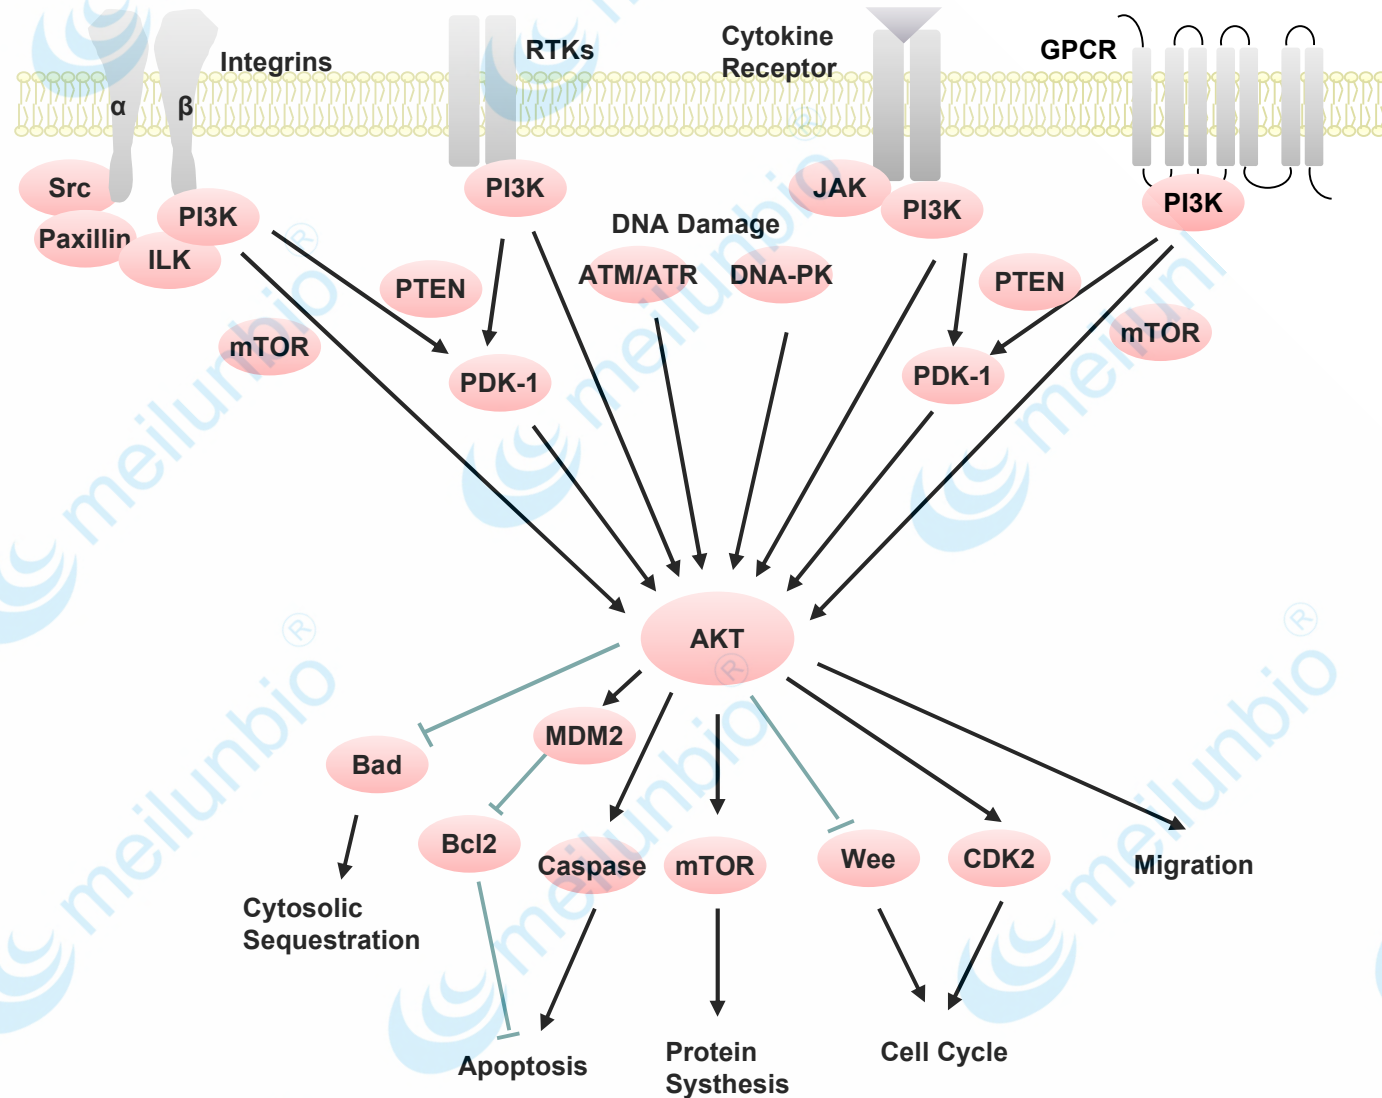 Integrins
RTKs
Cytokine
Receptor
GPCR
α
β
Src
PI3K
Paxillin
ILK
PI3K
JAK
PI3K
PI3K
DNA Damage
ATM/ATR
DNA-PK
PTEN
PTEN
mTOR
mTOR
PDK-1
PDK-1
AKT
MDM2
Bad
Bcl2
Caspase
mTOR
Wee
CDK2
Migration
Cytosolic
Sequestration
Apoptosis
Protein
Systhesis
Cell Cycle
meilunbio®
meilunbio®
meilunl
meilunbio®
meilunbio®
meilunbio®